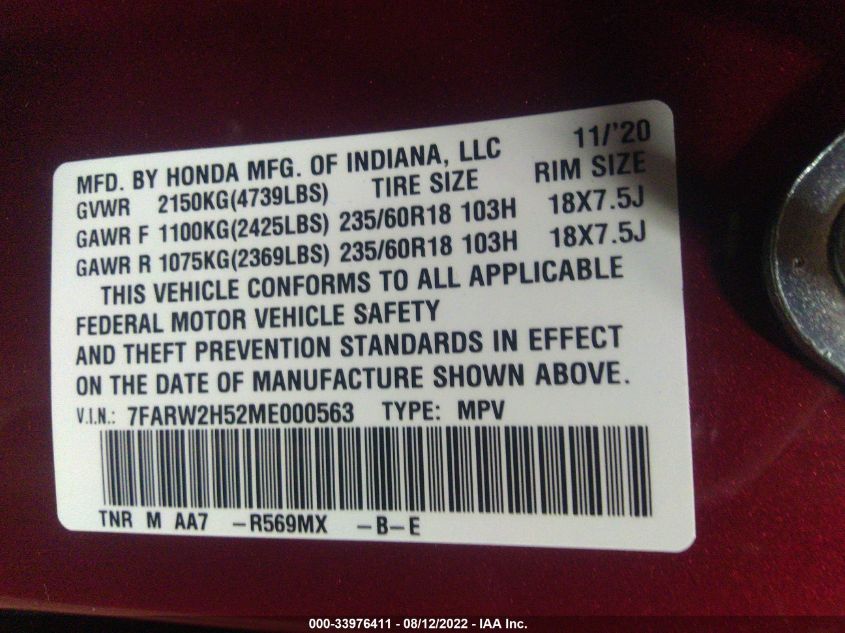 MFD. BY HONDA MFG. OF INDIANA, LLC 11/'20
GVWR 2150KG(4739LBS) TIRE SIZE RIM SIZE
GAWR F 1100KG(2425LBS) 235/60R18 103H 18X7.5J
GAWR R 1075KG(2369LBS) 235/60R18 103H 18X7.5J
THIS VEHICLE CONFORMS TO ALL APPLICABLE
FEDERAL MOTOR VEHICLE SAFETY
AND THEFT PREVENTION STANDARDS IN EFFECT
ON THE DATE OF MANUFACTURE SHOWN ABOVE.
V.I.N.: 7FARW2H52ME000563 TYPE: MPV
TNR M AA7 -R569MX -B-E
000-33976411 - 08/12/2022 - IAA Inc.